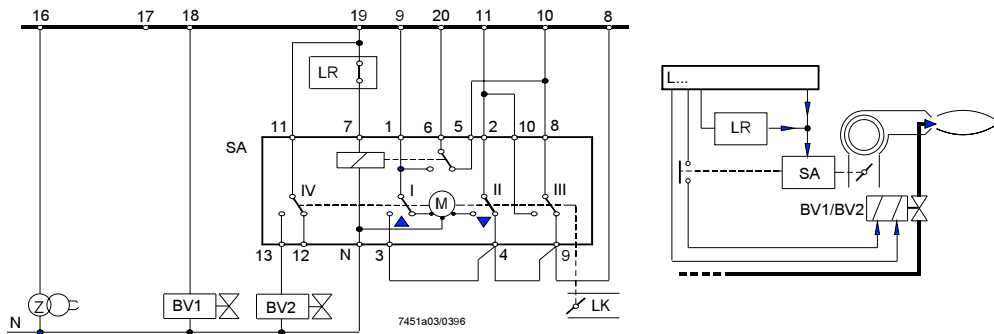 16 17 18 19 9 20 11 10 8
LR
11 7 1 6 5 2 10 8
SA
IV I M II III
13 12 N 3 4 9
Z BV1 BV2 LK
N
7451a03/0396
L...
LR
SA
BV1/BV2